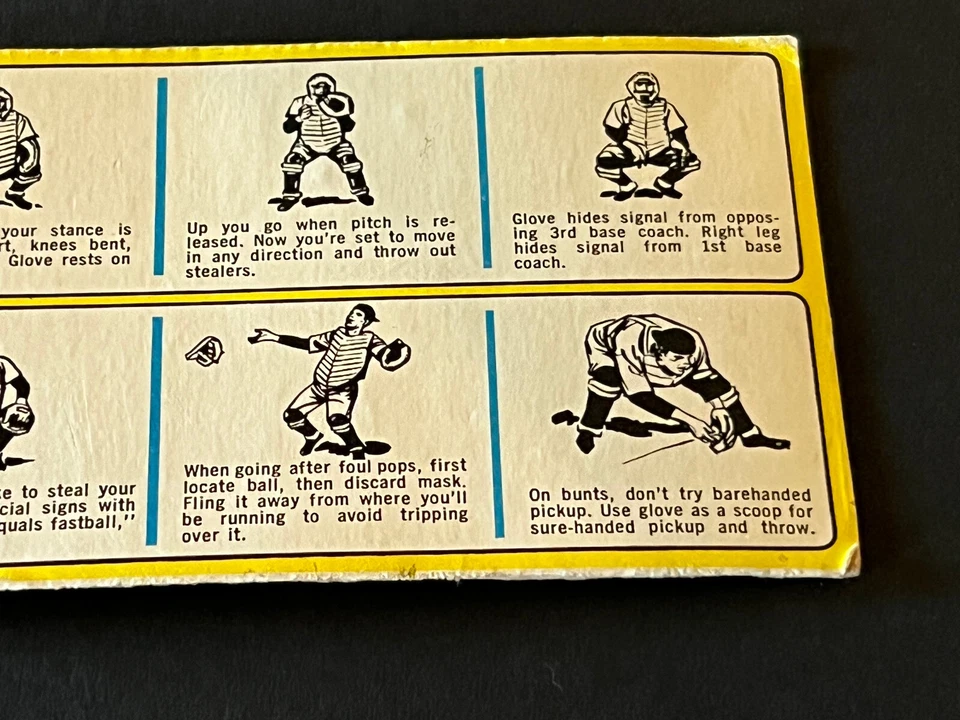 your stance is
rt, knees bent,
Glove rests on
Up you go when pitch is re-
leased. Now you're set to move
in any direction and throw out
stealers.
Glove hides signal from oppos-
ing 3rd base coach. Right leg
hides signal from 1st base
coach.
ke to steal your
cial signs with
quals fastball,"
When going after foul pops, first
locate ball, then discard mask.
Fling it away from where you'll
be running to avoid tripping
over it.
On bunts, don't try barehanded
pickup. Use glove as a scoop for
sure-handed pickup and throw.